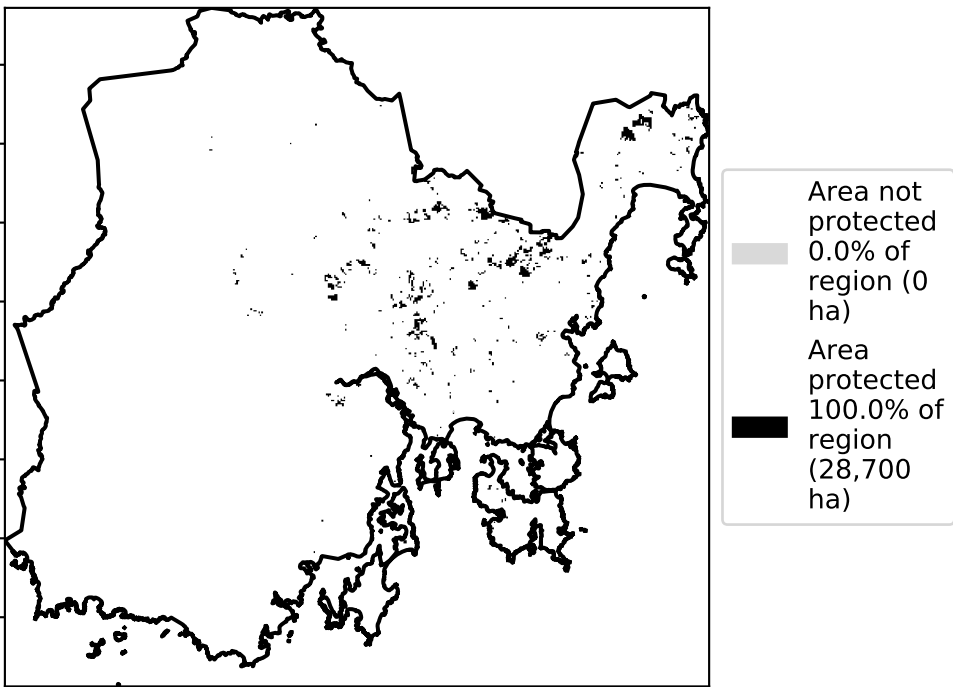 Area not
protected
0.0% of
region (0
ha)
Area
protected
100.0% of
region
(28,700
ha)